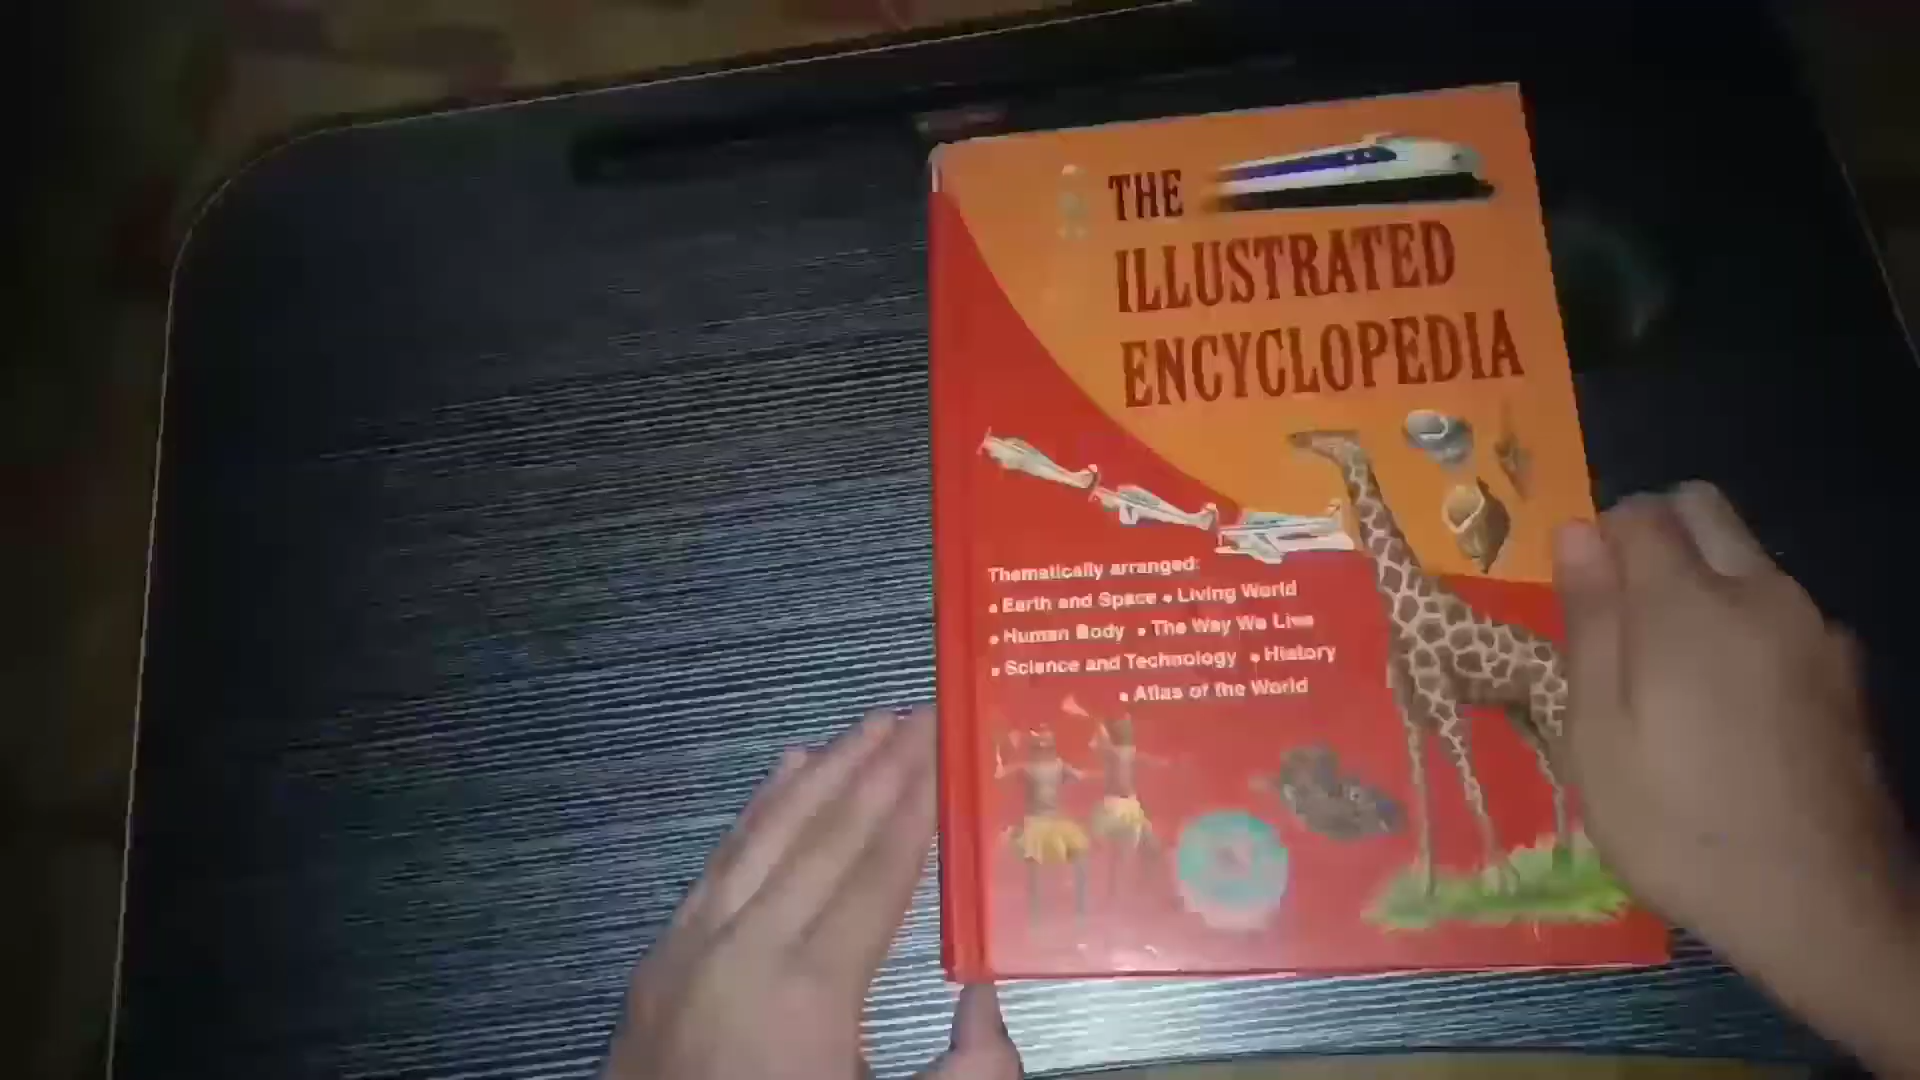 THE
ILLUSTRATED
ENCYCLOPEDIA
Thematically arranged:
• Earth and Space • Living World
• Human Body • The Way We Live
• Science and Technology • History
• Atlas of the World